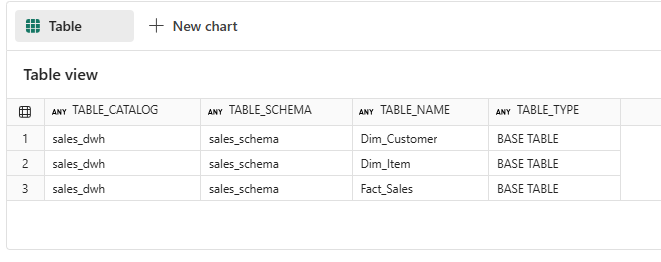 Table + New chart
Table view
ANY TABLE_CATALOG ANY TABLE_SCHEMA ANY TABLE_NAME ANY TABLE_TYPE
1 sales_dwh sales_schema Dim_Customer BASE TABLE
2 sales_dwh sales_schema Dim_Item BASE TABLE
3 sales_dwh sales_schema Fact_Sales BASE TABLE